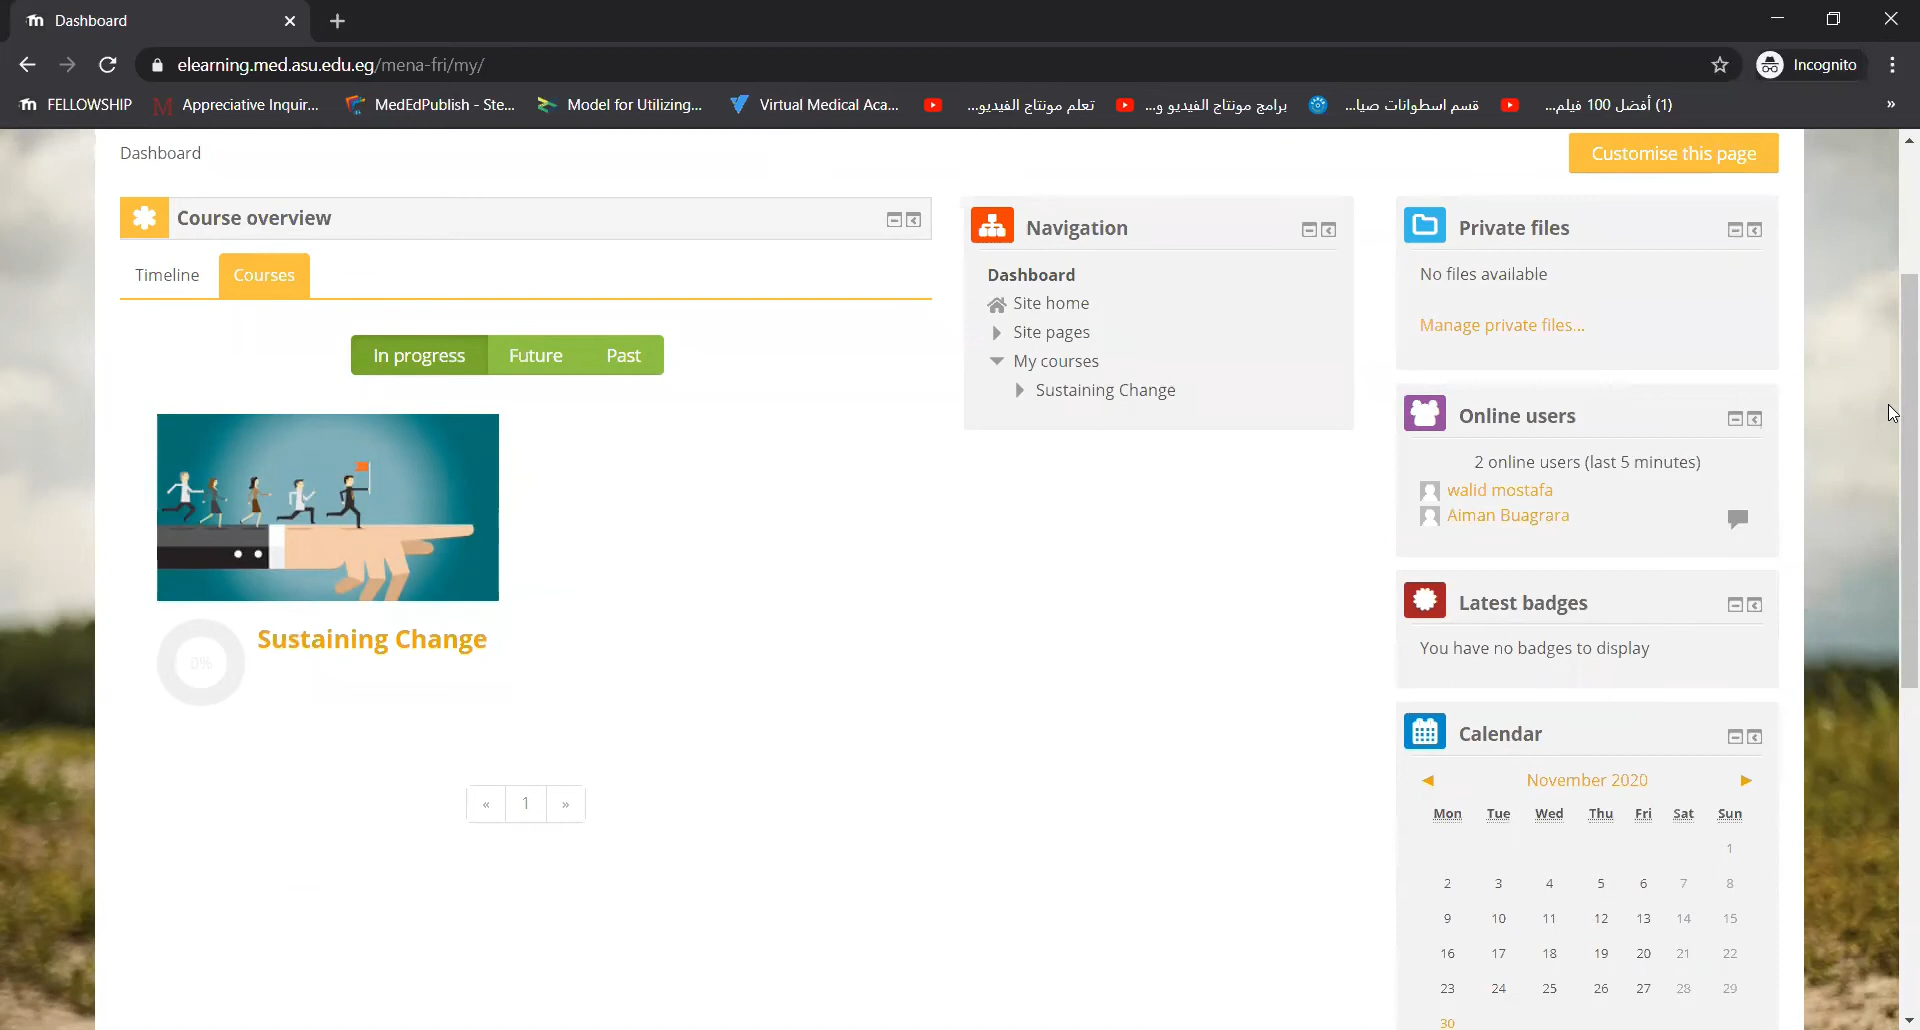 Dashboard
elearning.med.asu.edu.eg/mena-fri/my/
Incognito
FELLOWSHIP
Appreciative Inquir...
MedEdPublish - Ste...
Model for Utilizing...
Virtual Medical Aca...
تعلم مونتاج الفيديو...
برامج مونتاج الفيديو و...
قسم اسطوانات صيا...
(1) أفضل 100 فيلم...
»
Dashboard
Customise this page
Course overview
Timeline
Courses
In progress
Future
Past
0%
Sustaining Change
« 1 »
Navigation
Dashboard
Site home
Site pages
My courses
Sustaining Change
Private files
No files available
Manage private files...
Online users
2 online users (last 5 minutes)
walid mostafa
Aiman Buagrara
Latest badges
You have no badges to display
Calendar
◄ November 2020 ►
Mon Tue Wed Thu Fri Sat Sun
1
2 3 4 5 6 7 8
9 10 11 12 13 14 15
16 17 18 19 20 21 22
23 24 25 26 27 28 29
30